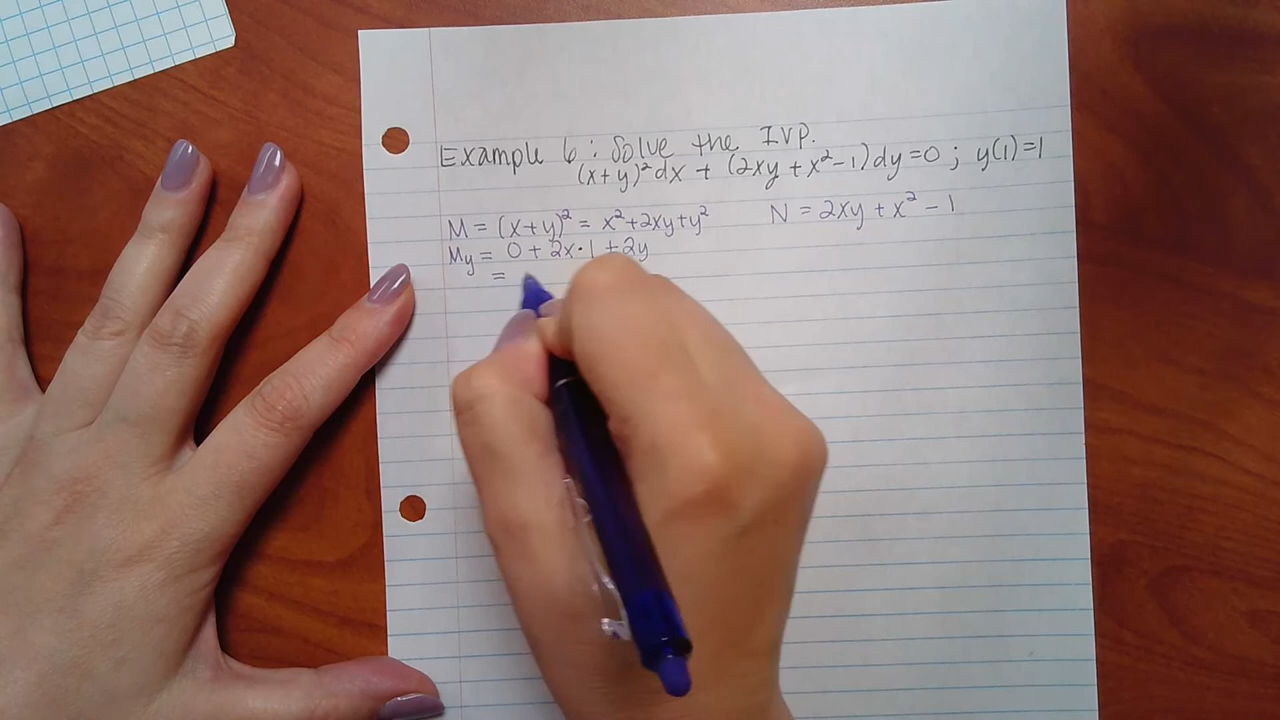 Example 6: Solve the IVP.
(x+y)²dx + (2xy + x²-1)dy=0 ; y(1)=1
M = (x+y)² = x²+2xy+y² N = 2xy + x² - 1
My = 0 + 2x·1 + 2y
=